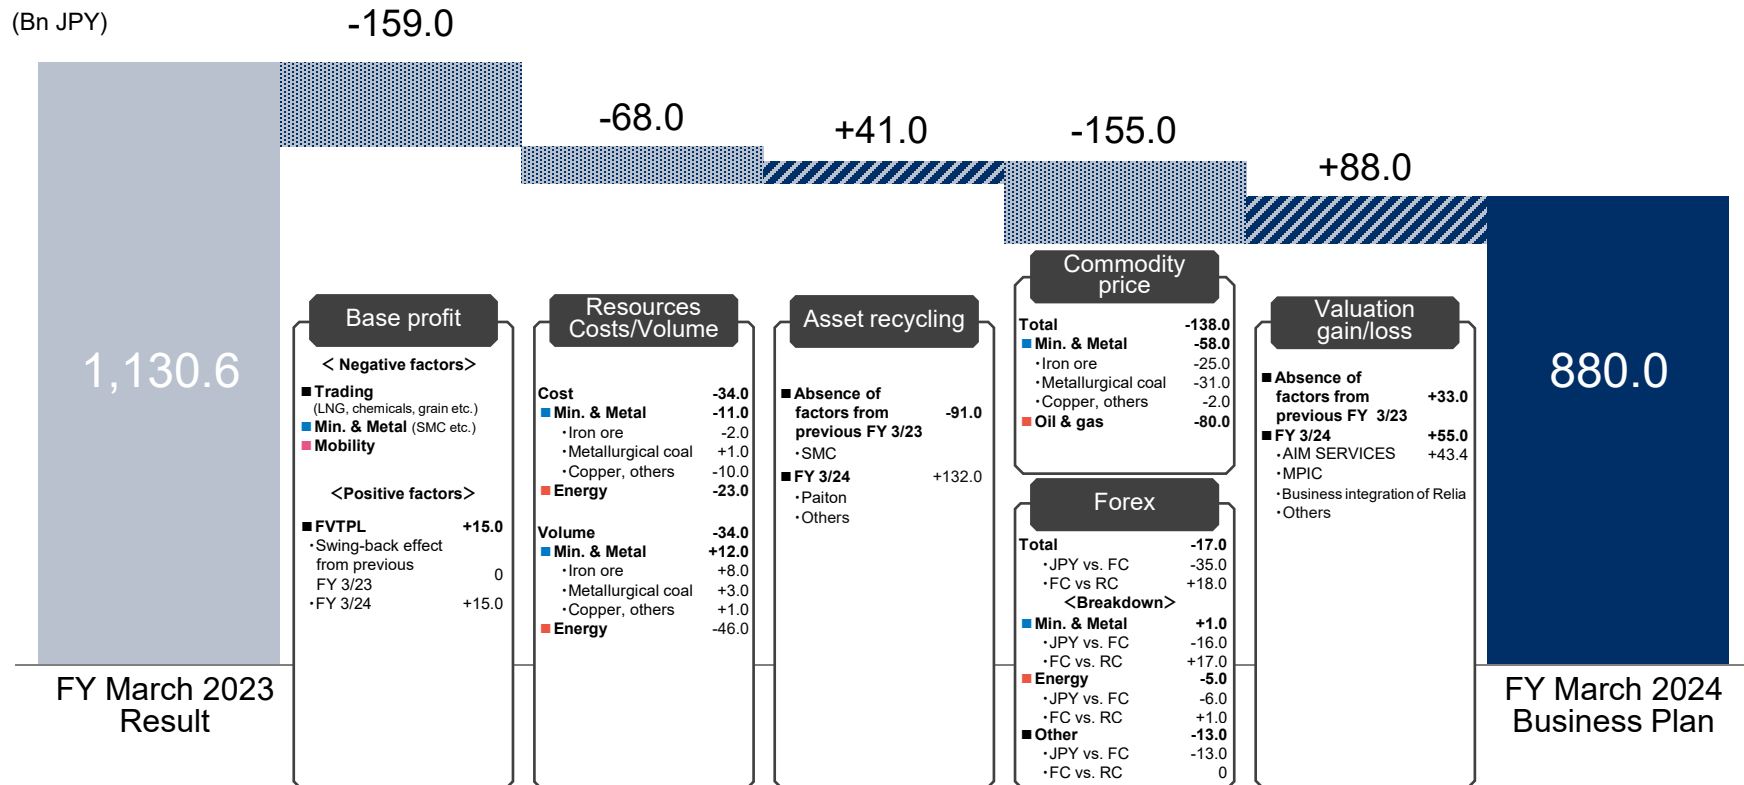 (Bn JPY)
-159.0
-68.0
+41.0
-155.0
+88.0
1,130.6
880.0
FY March 2023
Result
FY March 2024
Business Plan
Base profit
< Negative factors>
■ Trading
(LNG, chemicals, grain etc.)
■ Min. & Metal (SMC etc.)
■ Mobility
<Positive factors>
■ FVTPL +15.0
・Swing-back effect
from previous
FY 3/23 0
・FY 3/24 +15.0
Resources
Costs/Volume
Cost -34.0
■ Min. & Metal -11.0
・Iron ore -2.0
・Metallurgical coal +1.0
・Copper, others -10.0
■ Energy -23.0
Volume -34.0
■ Min. & Metal +12.0
・Iron ore +8.0
・Metallurgical coal +3.0
・Copper, others +1.0
■ Energy -46.0
Asset recycling
■ Absence of
factors from -91.0
previous FY 3/23
・SMC
■ FY 3/24 +132.0
・Paiton
・Others
Commodity
price
Total -138.0
■ Min. & Metal -58.0
・Iron ore -25.0
・Metallurgical coal -31.0
・Copper, others -2.0
■ Oil & gas -80.0
Forex
Total -17.0
・JPY vs. FC -35.0
・FC vs RC +18.0
<Breakdown>
■ Min. & Metal +1.0
・JPY vs. FC -16.0
・FC vs. RC +17.0
■ Energy -5.0
・JPY vs. FC -6.0
・FC vs. RC +1.0
■ Other -13.0
・JPY vs. FC -13.0
・FC vs. RC 0
Valuation
gain/loss
■ Absence of
factors from +33.0
previous FY 3/23
■ FY 3/24 +55.0
・AIM SERVICES +43.4
・MPIC
・Business integration of Relia
・Others